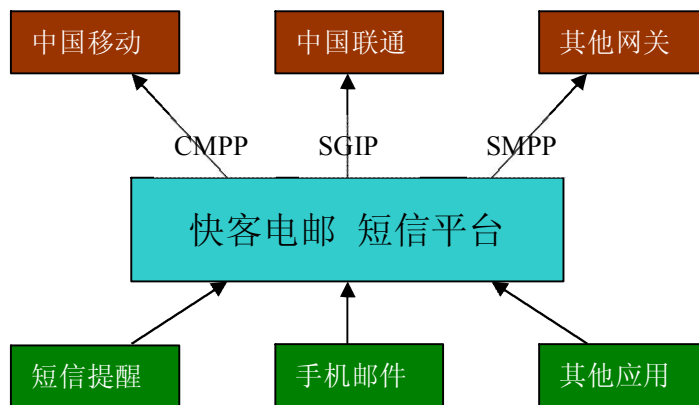 中国移动
中国联通
其他网关
CMPP
SGIP
SMPP
快客电邮 短信平台
短信提醒
手机邮件
其他应用